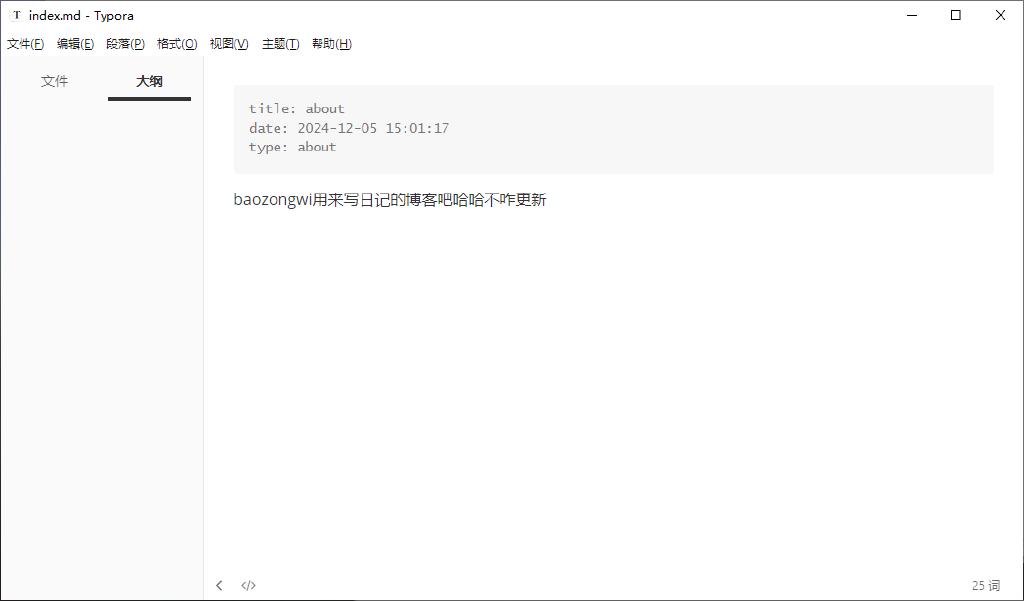 T index.md - Typora
文件(F) 编辑(E) 段落(P) 格式(O) 视图(V) 主题(T) 帮助(H)
文件 大纲
title: about
date: 2024-12-05 15:01:17
type: about
baozongwi用来写日记的博客吧哈哈不咋更新
</> 25 词